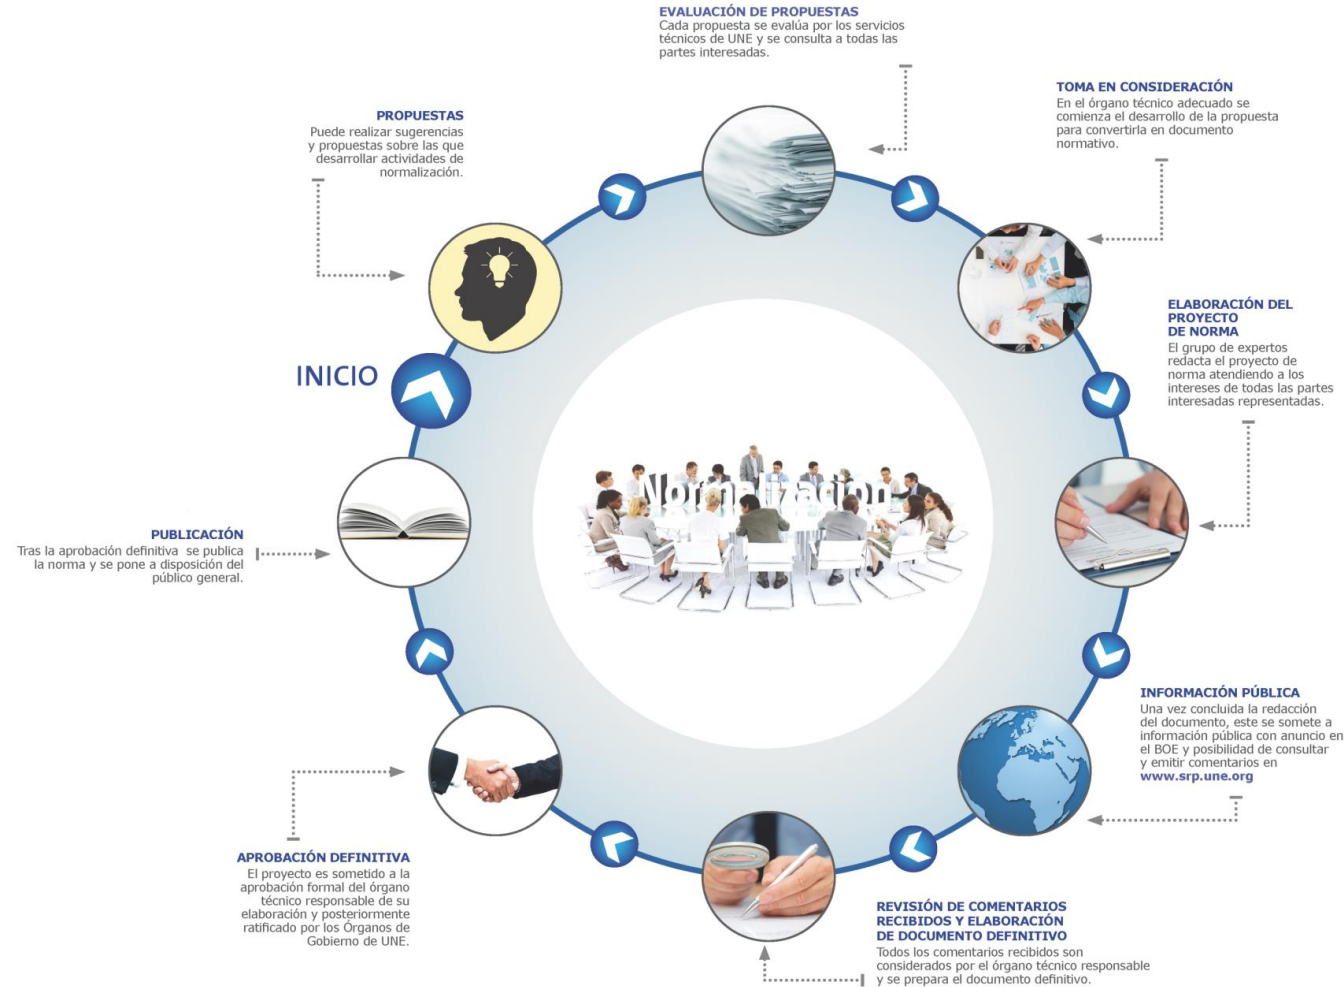 EVALUACIÓN DE PROPUESTAS
Cada propuesta se evalúa por los servicios
técnicos de UNE y se consulta a todas las
partes interesadas.
TOMA EN CONSIDERACIÓN
En el órgano técnico adecuado se
comienza el desarrollo de la propuesta
para convertirla en documento
normativo.
PROPUESTAS
Puede realizar sugerencias
y propuestas sobre las que
desarrollar actividades de
normalización.
ELABORACIÓN DEL
PROYECTO
DE NORMA
El grupo de expertos
redacta el proyecto de
norma atendiendo a los
intereses de todas las partes
interesadas representadas.
INICIO
Normalización
PUBLICACIÓN
Tras la aprobación definitiva se publica
la norma y se pone a disposición del
público general.
INFORMACIÓN PÚBLICA
Una vez concluida la redacción
del documento, este se somete a
información pública con anuncio en
el BOE y posibilidad de consultar
y emitir comentarios en
www.srp.une.org
APROBACIÓN DEFINITIVA
El proyecto es sometido a la
aprobación formal del órgano
técnico responsable de su
elaboración y posteriormente
ratificado por los Órganos de
Gobierno de UNE.
REVISIÓN DE COMENTARIOS
RECIBIDOS Y ELABORACIÓN
DE DOCUMENTO DEFINITIVO
Todos los comentarios recibidos son
considerados por el órgano técnico responsable
y se prepara el documento definitivo.